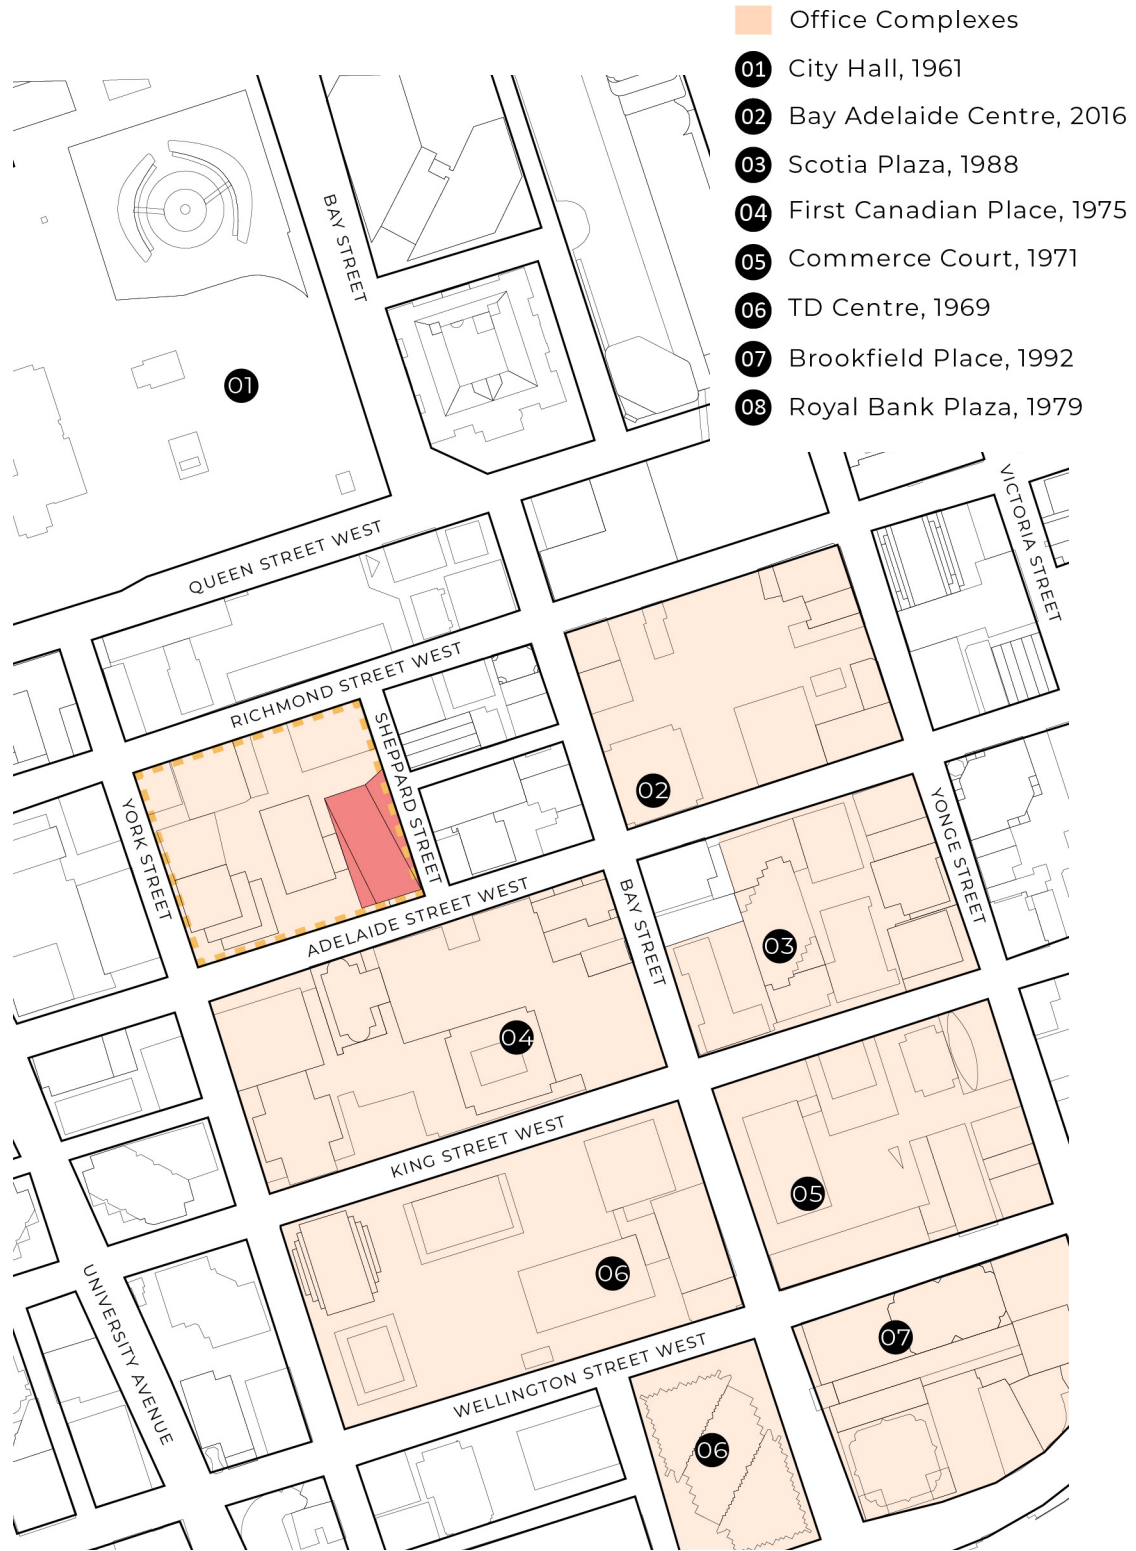 Office Complexes
01 City Hall, 1961
02 Bay Adelaide Centre, 2016
03 Scotia Plaza, 1988
04 First Canadian Place, 1975
05 Commerce Court, 1971
06 TD Centre, 1969
07 Brookfield Place, 1992
08 Royal Bank Plaza, 1979
BAY STREET
01
QUEEN STREET WEST
VICTORIA STREET
RICHMOND STREET WEST
SHEPPARD STREET
YORK STREET
02
YONGE STREET
ADELAIDE STREET WEST
BAY STREET
03
04
KING STREET WEST
05
06
UNIVERSITY AVENUE
07
WELLINGTON STREET WEST
06